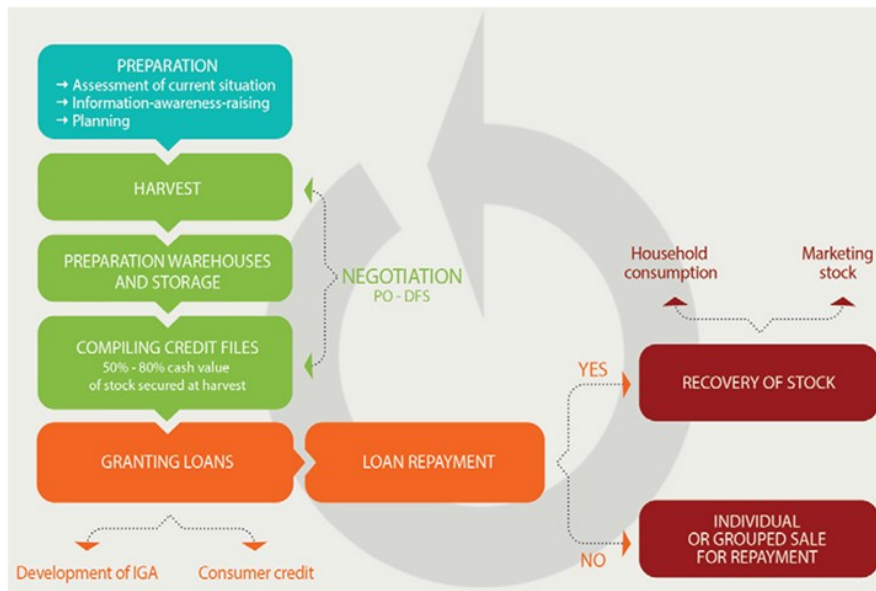 PREPARATION
→ Assessment of current situation
→ Information-awareness-raising
→ Planning
HARVEST
PREPARATION WAREHOUSES
AND STORAGE
NEGOTIATION
PO - DFS
COMPILING CREDIT FILES
50% - 80% cash value
of stock secured at harvest
GRANTING LOANS
LOAN REPAYMENT
Development of IGA
Consumer credit
YES
NO
Household
consumption
Marketing
stock
RECOVERY OF STOCK
INDIVIDUAL
OR GROUPED SALE
FOR REPAYMENT